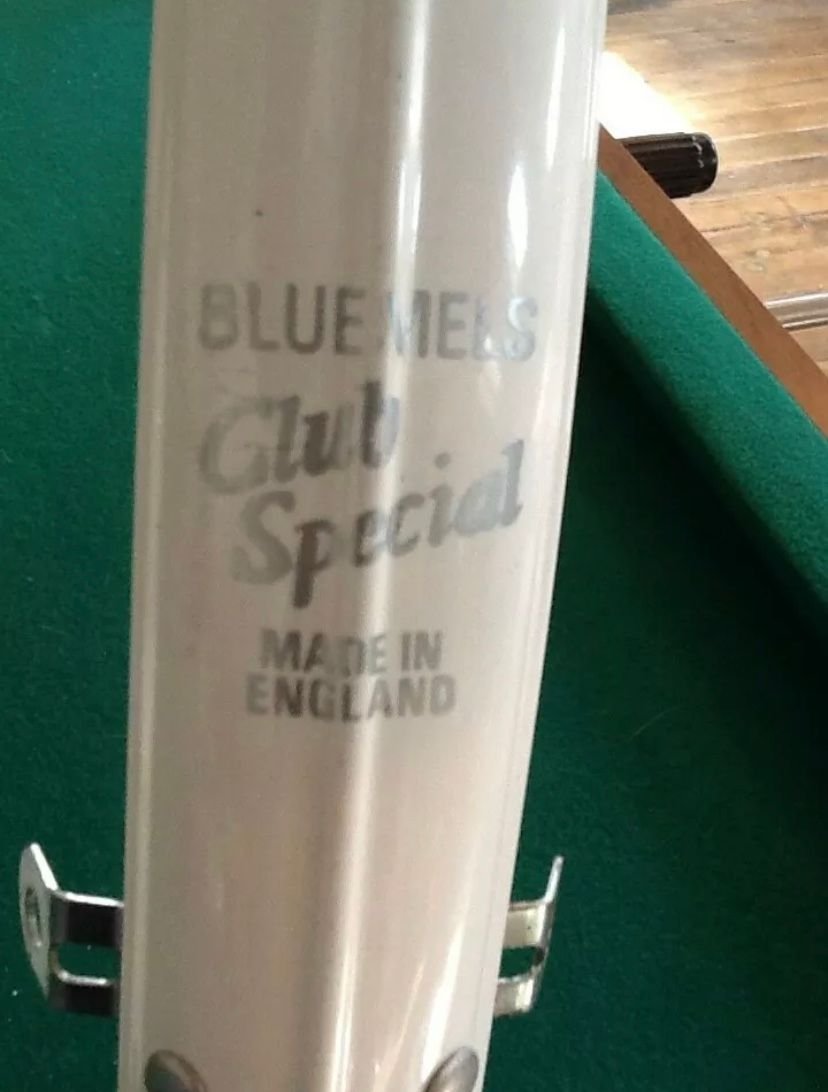 BLUEMELS
Club
Special
MADE IN
ENGLAND